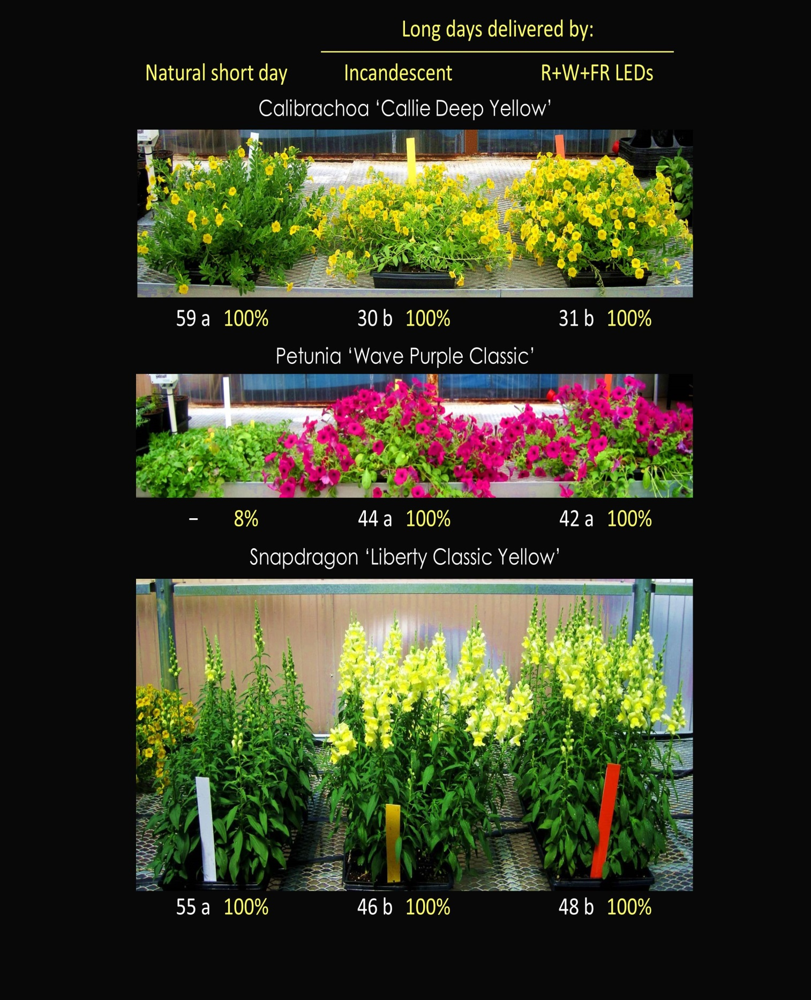 Long days delivered by:
Natural short day Incandescent R+W+FR LEDs
Calibrachoa ‘Callie Deep Yellow’
59 a 100% 30 b 100% 31 b 100%
Petunia ‘Wave Purple Classic’
– 8% 44 a 100% 42 a 100%
Snapdragon ‘Liberty Classic Yellow’
55 a 100% 46 b 100% 48 b 100%